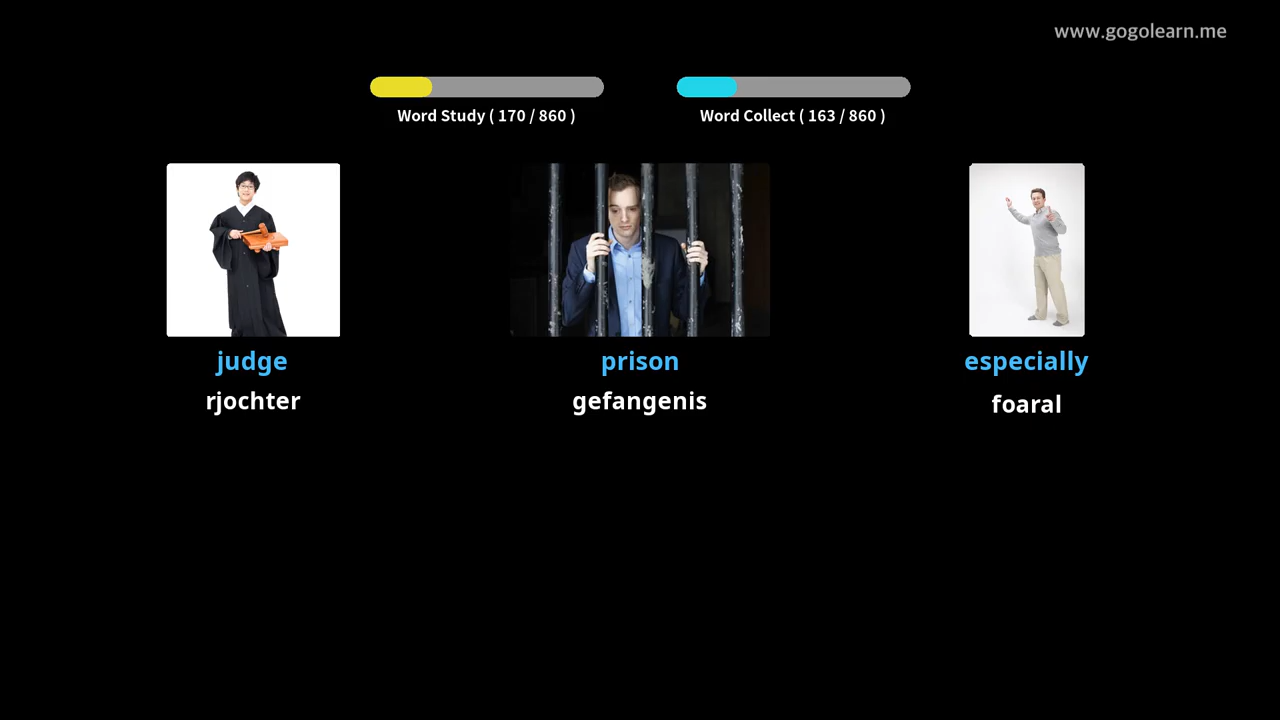 www.gogolearn.me
Word Study ( 170 / 860 )
Word Collect ( 163 / 860 )
judge
rjochter
prison
gefangenis
especially
foaral